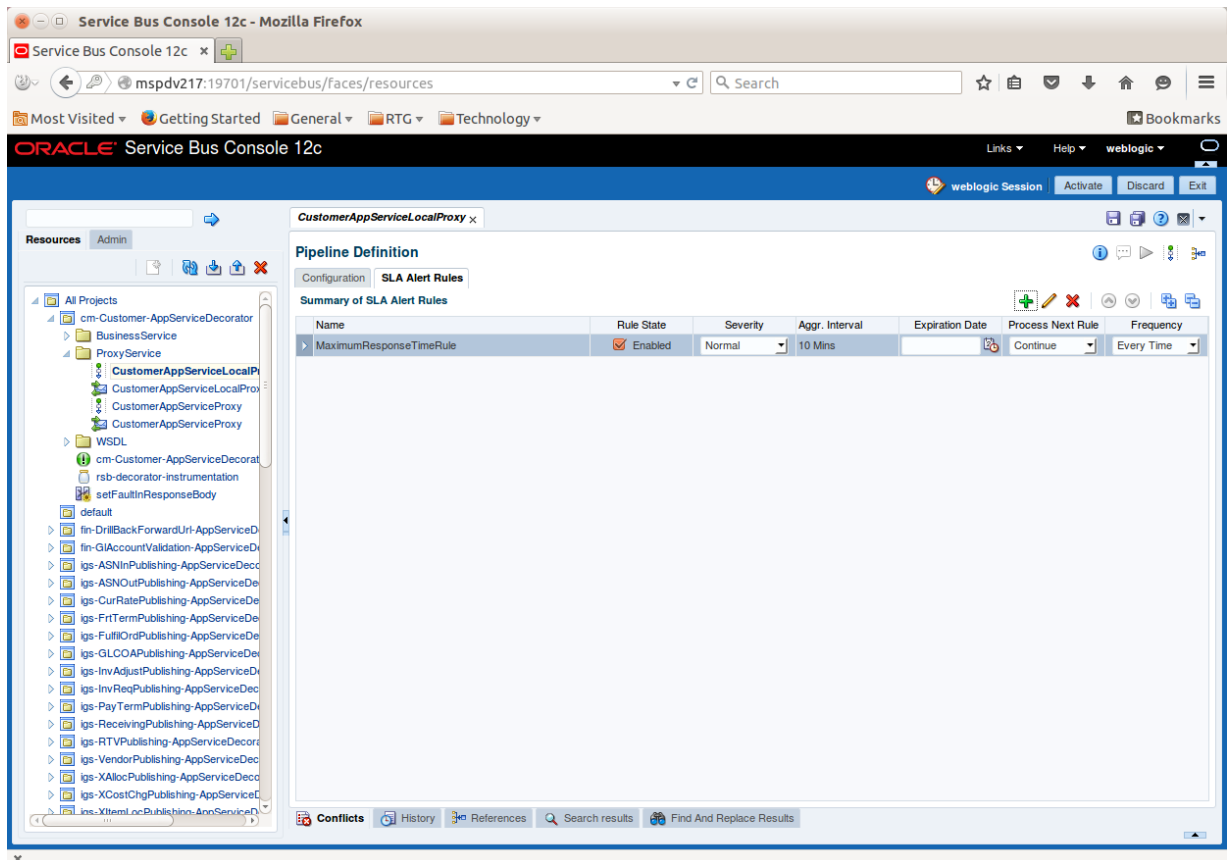 Service Bus Console 12c - Mozilla Firefox
Service Bus Console 12c
mspdv217:19701/servicebus/faces/resources
Search
Most Visited
Getting Started
General
RTG
Technology
Bookmarks
ORACLE Service Bus Console 12c
Links
Help
weblogic
weblogic Session
Activate
Discard
Exit
Resources
Admin
All Projects
cm-Customer-AppServiceDecorator
BusinessService
ProxyService
CustomerAppServiceLocalPr
CustomerAppServiceLocalProx
CustomerAppServiceProxy
CustomerAppServiceProxy
WSDL
cm-Customer-AppServiceDecorat
rsb-decorator-instrumentation
setFaultInResponseBody
default
fin-DrillBackForwardUrl-AppServiceD
fin-GlAccountValidation-AppServiceDe
igs-ASNInPublishing-AppServiceDeco
igs-ASNOutPublishing-AppServiceDe
igs-CurRatePublishing-AppServiceDe
igs-FrtTermPublishing-AppServiceDe
igs-FulfilOrdPublishing-AppServiceDe
igs-GLCOAPublishing-AppServiceDe
igs-InvAdjustPublishing-AppServiceD
igs-InvReqPublishing-AppServiceDec
igs-PayTermPublishing-AppServiceD
igs-ReceivingPublishing-AppServiceD
igs-RTVPublishing-AppServiceDecora
igs-VendorPublishing-AppServiceDec
igs-XAllocPublishing-AppServiceDeco
igs-XCostChgPublishing-AppServiceD
igs-XItemLocPublishing-AppServiceD
CustomerAppServiceLocalProxy
Pipeline Definition
Configuration
SLA Alert Rules
Summary of SLA Alert Rules
Name Rule State Severity Aggr. Interval Expiration Date Process Next Rule Frequency
MaximumResponseTimeRule Enabled Normal 10 Mins Continue Every Time
Conflicts
History
References
Search results
Find And Replace Results